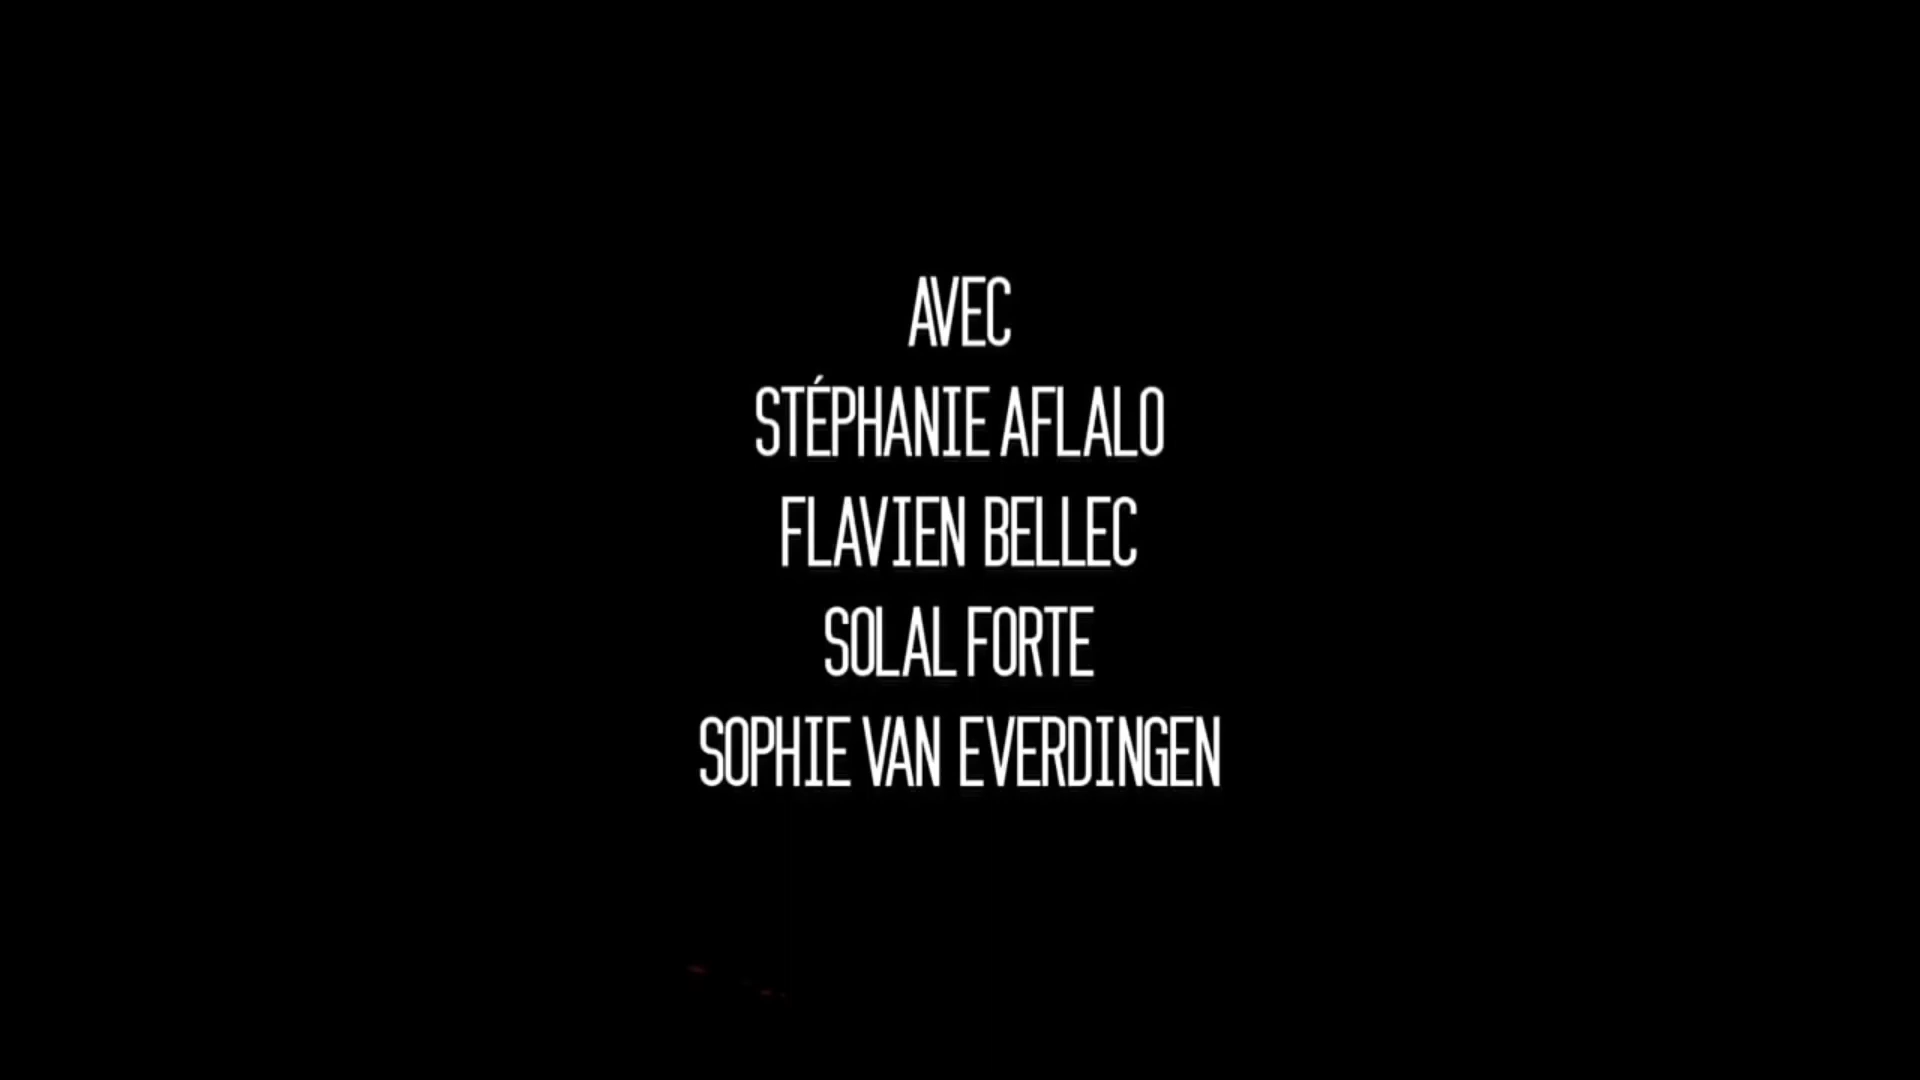 AVEC
STÉPHANIE AFLALO
FLAVIEN BELLEC
SOLAL FORTE
SOPHIE VAN EVERDINGEN